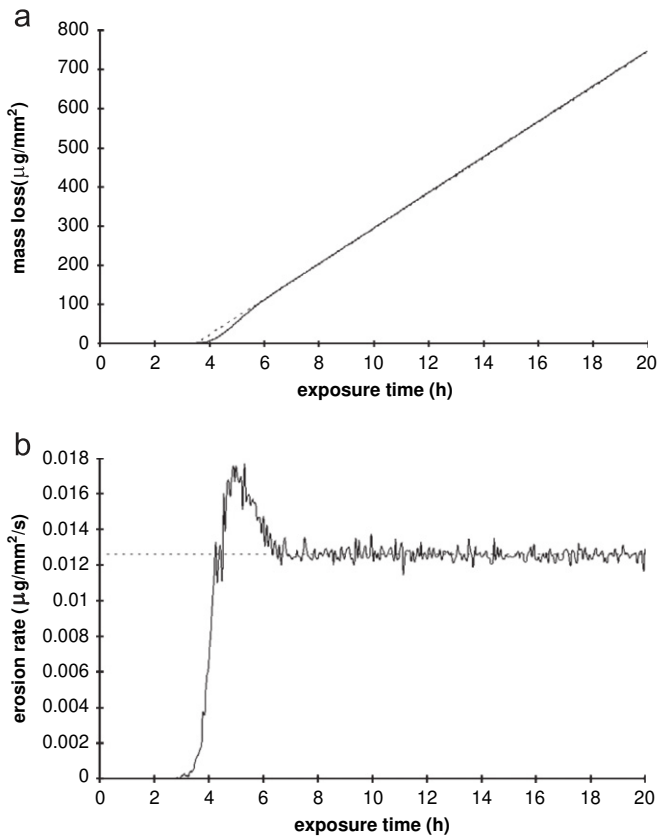 a
800
700
600
500
400
300
200
100
0
mass loss(µg/mm²)
0 2 4 6 8 10 12 14 16 18 20
exposure time (h)
b
0.018
0.016
0.014
0.012
0.01
0.008
0.006
0.004
0.002
0
erosion rate (µg/mm²/s)
0 2 4 6 8 10 12 14 16 18 20
exposure time (h)